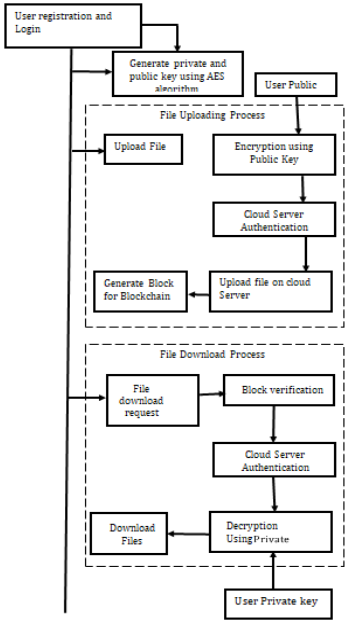 User registration and
Login
Generate private and
public key using AES
algorithm
User Public
File Uploading Process
Upload File
Encryption using
Public Key
Cloud Server
Authentication
Generate Block
for Blockchain
Upload file on cloud
Server
File Download Process
File
download
request
Block verification
Cloud Server
Authentication
Download
Files
Decryption
Using Private
User Private key